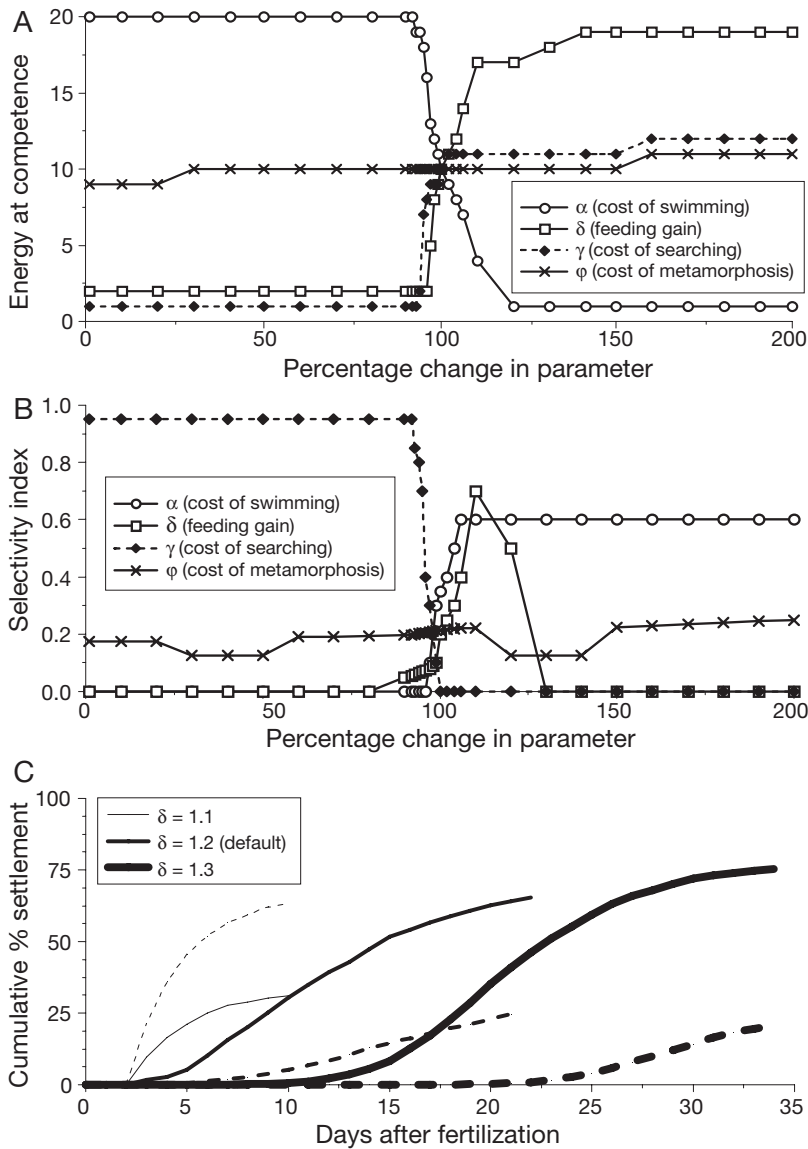 A
20
15
10
5
0
Energy at competence
0
50
100
150
200
Percentage change in parameter
α (cost of swimming)
δ (feeding gain)
γ (cost of searching)
φ (cost of metamorphosis)
B
1.0
0.8
0.6
0.4
0.2
0.0
Selectivity index
α (cost of swimming)
δ (feeding gain)
γ (cost of searching)
φ (cost of metamorphosis)
0
50
100
150
200
Percentage change in parameter
C
100
75
50
25
0
Cumulative % settlement
δ = 1.1
δ = 1.2 (default)
δ = 1.3
0
5
10
15
20
25
30
35
Days after fertilization